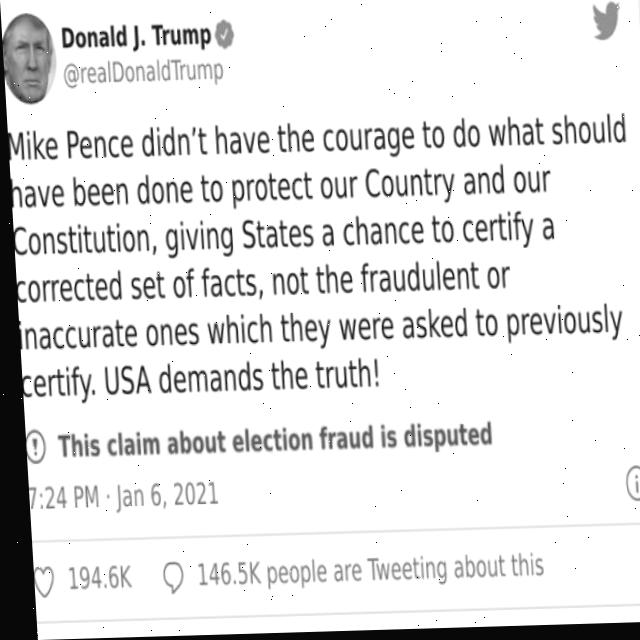 Donald J. Trump
@realDonaldTrump
Mike Pence didn't have the courage to do what should
have been done to protect our Country and our
Constitution, giving States a chance to certify a
corrected set of facts, not the fraudulent or
inaccurate ones which they were asked to previously
certify. USA demands the truth!
This claim about election fraud is disputed
7:24 PM · Jan 6, 2021
194.6K 146.5K people are Tweeting about this